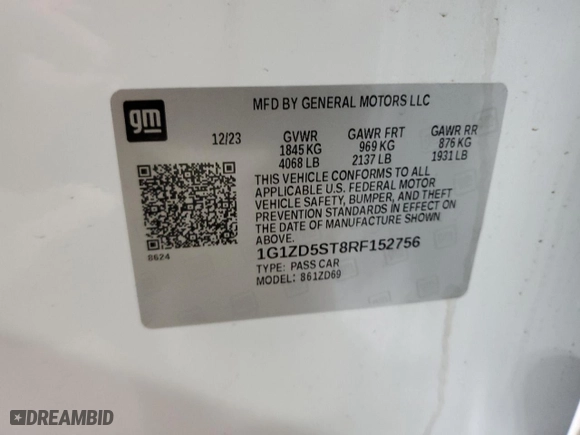 gm
MFD BY GENERAL MOTORS LLC
12/23 GVWR GAWR FRT GAWR RR
1845 KG 969 KG 876 KG
4068 LB 2137 LB 1931 LB
THIS VEHICLE CONFORMS TO ALL
APPLICABLE U.S. FEDERAL MOTOR
VEHICLE SAFETY, BUMPER, AND THEFT
PREVENTION STANDARDS IN EFFECT ON
THE DATE OF MANUFACTURE SHOWN
ABOVE.
8624
1G1ZD5ST8RF152756
TYPE: PASS CAR
MODEL: 861ZD69
DREAMBID